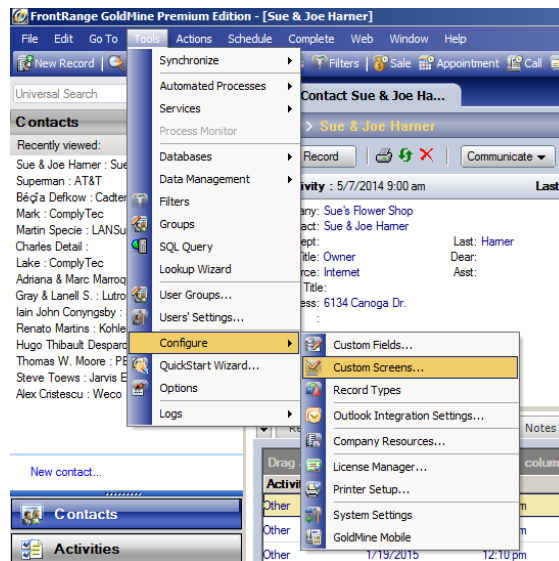 FrontRange GoldMine Premium Edition - [Sue & Joe Harner]
File Edit Go To Tools Actions Schedule Complete Web Window Help
New Record Filters Sale Appointment Call
Universal Search
Contact Sue & Joe Ha...
Contacts
> Sue & Joe Harner
Recently viewed:
Record Communicate
Sue & Joe Harner : Sue
Superman : AT&T
Mark : ComplyTec
Martin Specie : LANSu
Charles Detail :
Lake : ComplyTec
Adriana & Marc Marroq
Gray & Lanell S. : Lutro
Iain John Conyngsby :
Renato Martins : Kohle
Hugo Thibault Despard
Thomas W. Moore : PE
Steve Toews : Jarvis E
Alex Cristescu : Weco
New contact...
Contacts
Activities
Synchronize
Automated Processes
Services
Process Monitor
Databases
Data Management
Filters
Groups
SQL Query
Lookup Wizard
User Groups...
Users' Settings...
Configure
QuickStart Wizard...
Options
Logs
ivity : 5/7/2014 9:00 am Last
any: Sue's Flower Shop
act: Sue & Joe Harner
ept: Last: Harner
Title: Owner Dear:
rce: Internet Asst:
Title:
ess: 6134 Canoga Dr.
:
Custom Fields...
Custom Screens...
Record Types
Outlook Integration Settings...
Company Resources...
License Manager...
Printer Setup...
System Settings
GoldMine Mobile
Re Notes
Drag colum
Activi
Other m
Other m
Other 1/19/2015 12:10 pm